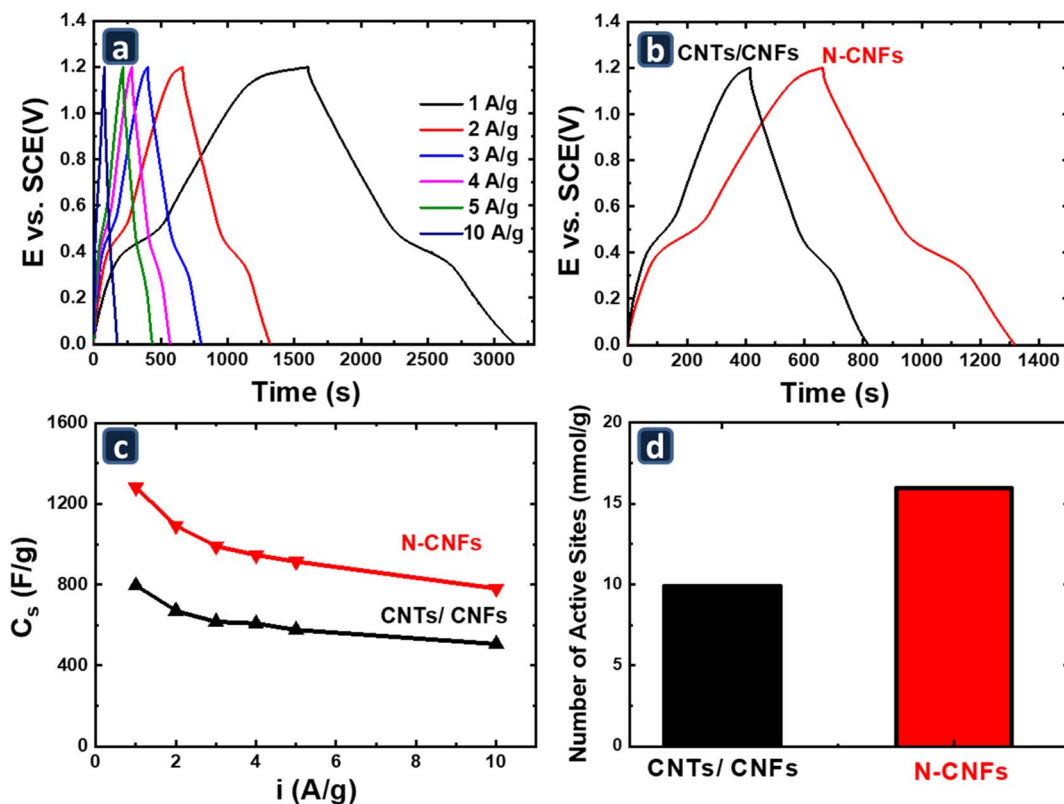 a
E vs. SCE(V)
1.4
1.2
1.0
0.8
0.6
0.4
0.2
0.0
1 A/g
2 A/g
3 A/g
4 A/g
5 A/g
10 A/g
0 500 1000 1500 2000 2500 3000
Time (s)
b
E vs. SCE(V)
1.4
1.2
1.0
0.8
0.6
0.4
0.2
0.0
CNTs/CNFs N-CNFs
0 200 400 600 800 1000 1200 1400
Time (s)
c
Cs (F/g)
1600
1200
800
400
0
N-CNFs
CNTs/ CNFs
0 2 4 6 8 10
i (A/g)
d
Number of Active Sites (mmol/g)
20
15
10
5
0
CNTs/ CNFs N-CNFs